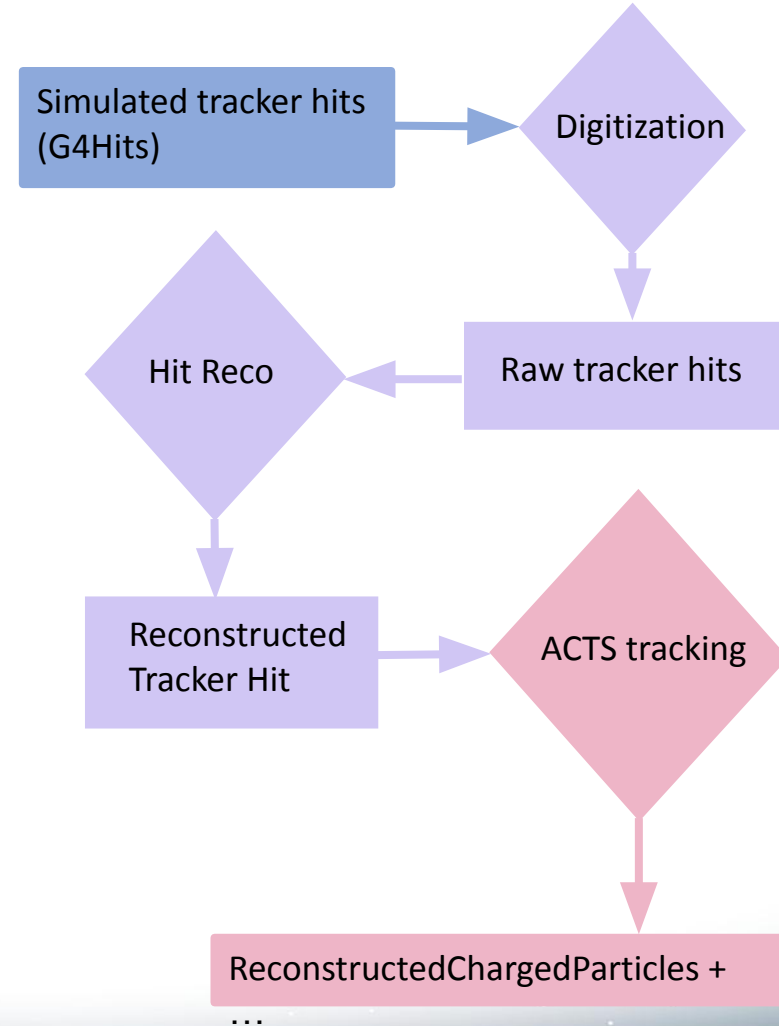 Simulated tracker hits
(G4Hits)
Digitization
Raw tracker hits
Hit Reco
Reconstructed
Tracker Hit
ACTS tracking
ReconstructedChargedParticles +
...